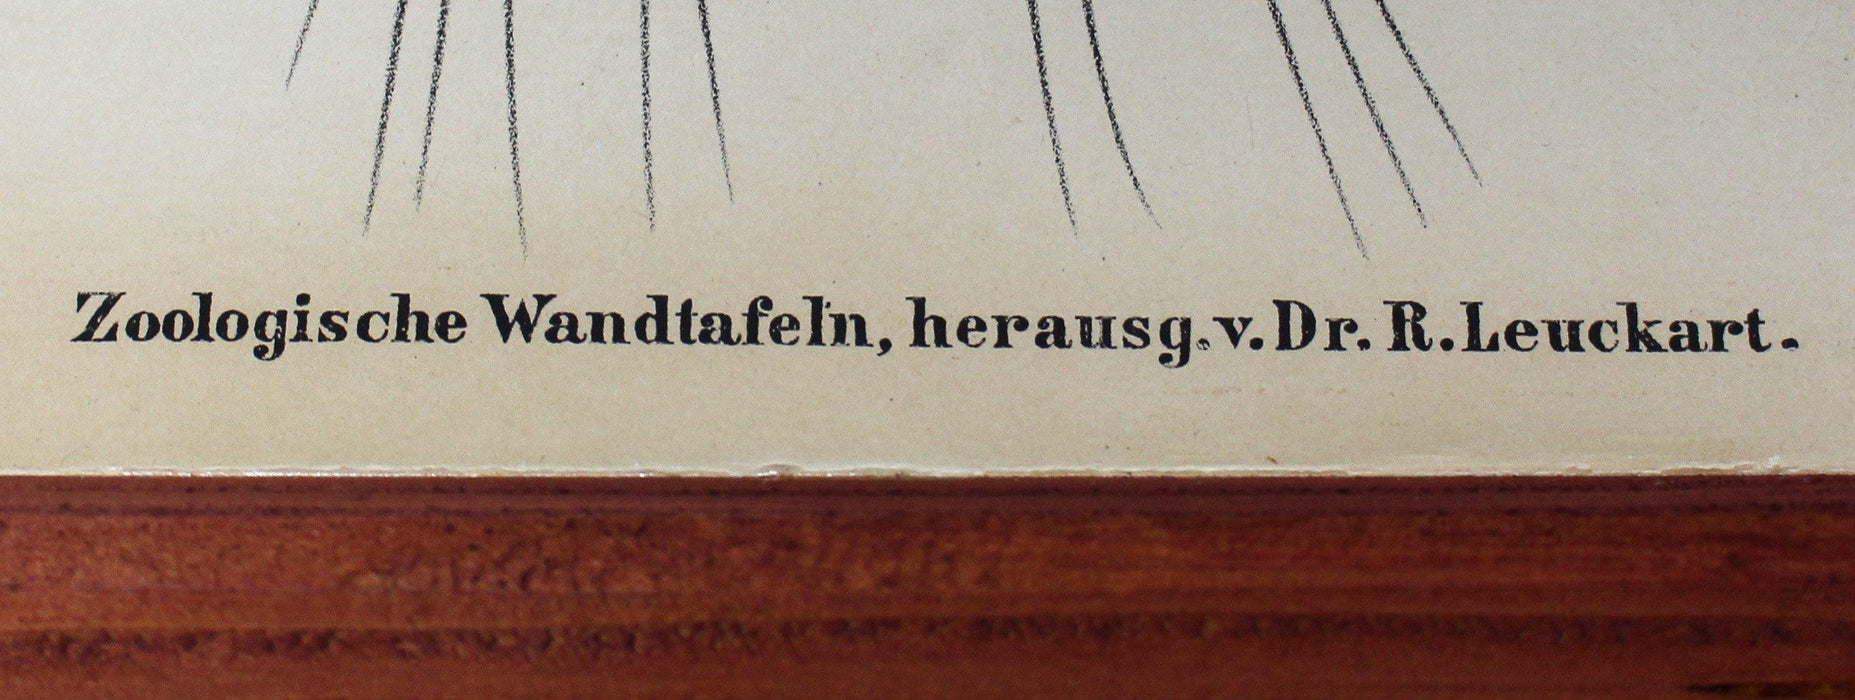 Zoologische Wandtafeln, herausg. v. Dr. R. Leuckart.